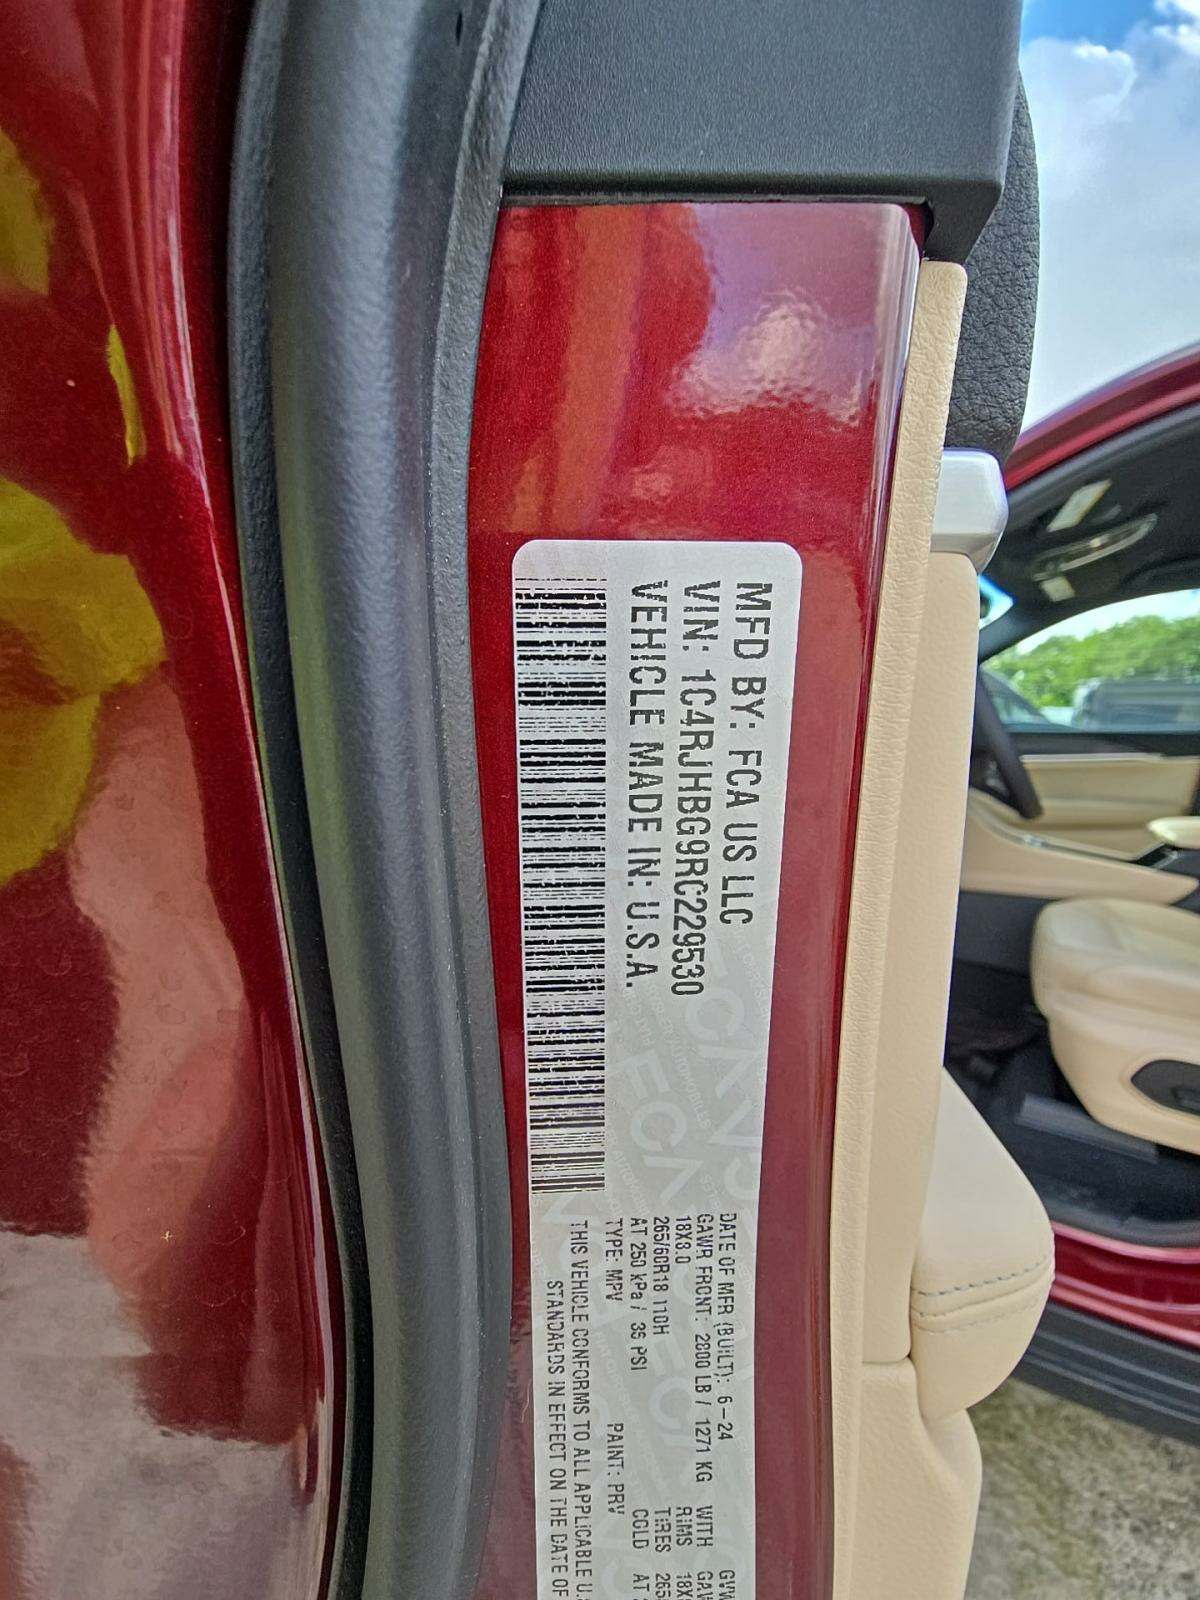 MFD BY: FCA US LLC
VIN: 1C4RJHBG9RC229530
VEHICLE MADE IN: U.S.A.
DATE OF MFR (BUILT): 6-24
GAWR FRONT: 2800 LB / 1271 KG WITH
18X8.0 RIMS
265/60R18 110H TIRES
AT 250 kPa / 36 PSI COLD AT
TYPE: MPV PAINT: PRV
THIS VEHICLE CONFORMS TO ALL APPLICABLE U.S
STANDARDS IN EFFECT ON THE DATE OF